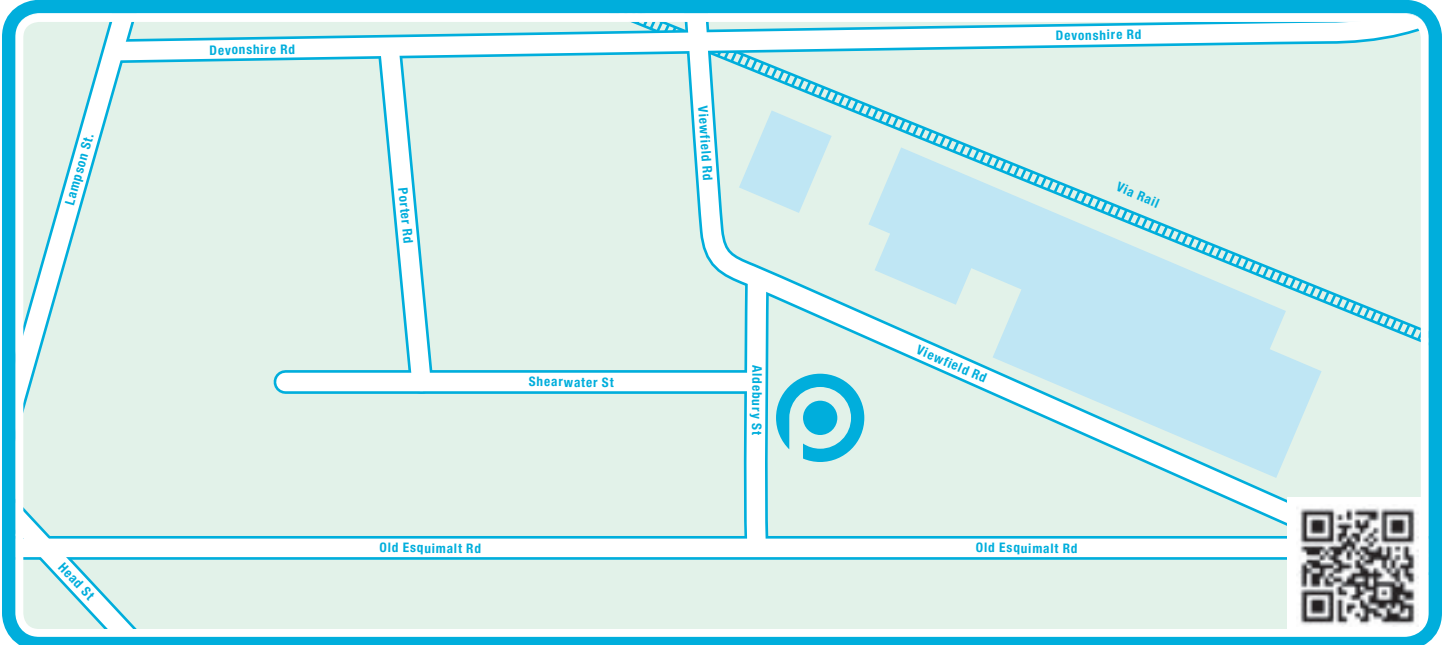 Devonshire Rd
Devonshire Rd
Lampson St.
Viewfield Rd
Porter Rd
Via Rail
Viewfield Rd
Shearwater St
Aldebury St
Old Esquimalt Rd
Old Esquimalt Rd
Head St